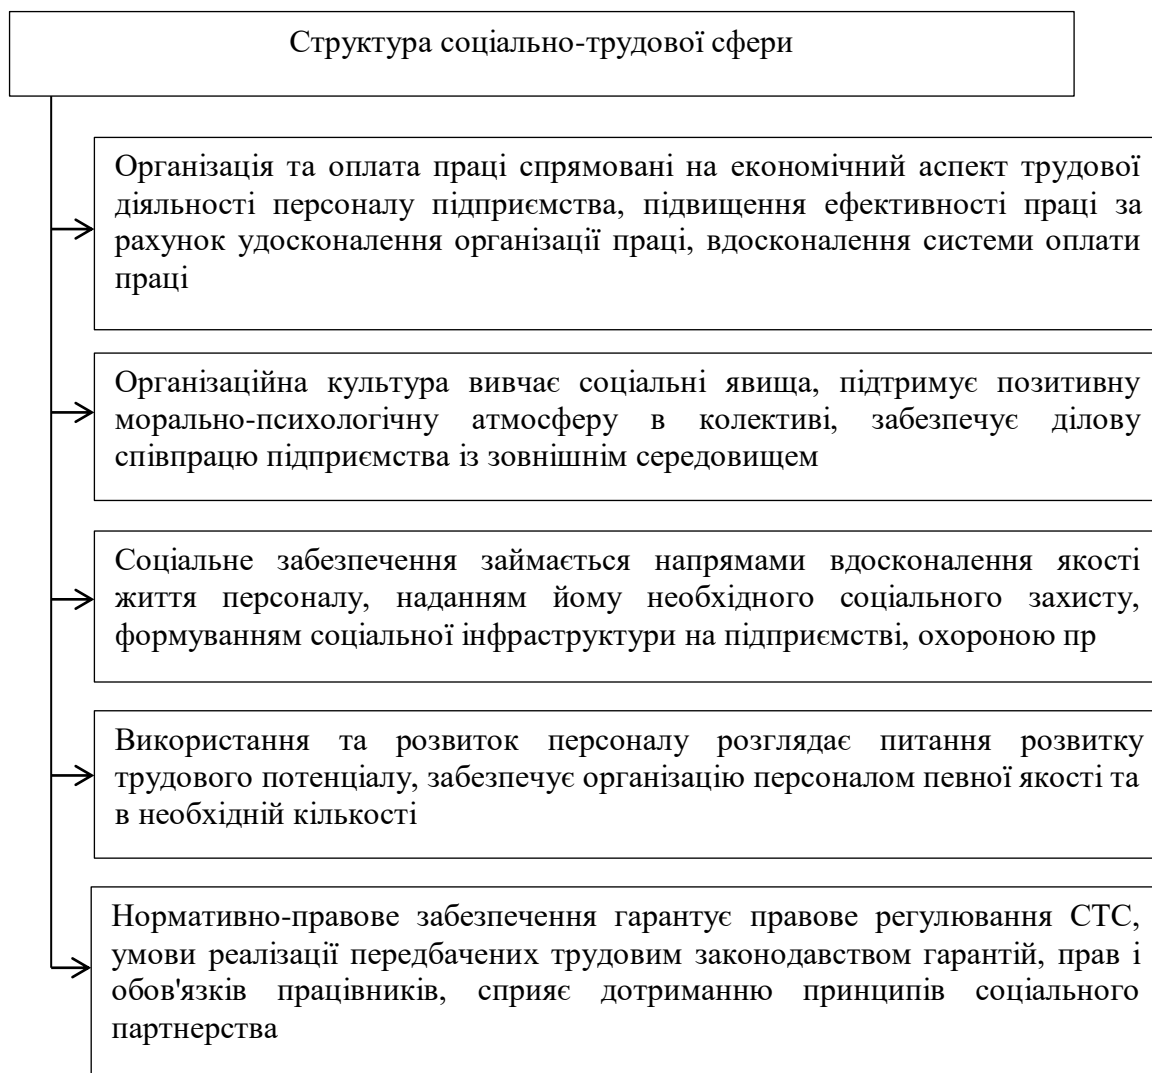 Структура соціально-трудової сфери
Організація та оплата праці спрямовані на економічний аспект трудової
діяльності персоналу підприємства, підвищення ефективності праці за
рахунок удосконалення організації праці, вдосконалення системи оплати
праці
Організаційна культура вивчає соціальні явища, підтримує позитивну
морально-психологічну атмосферу в колективі, забезпечує ділову
співпрацю підприємства із зовнішнім середовищем
Соціальне забезпечення займається напрямами вдосконалення якості
життя персоналу, наданням йому необхідного соціального захисту,
формуванням соціальної інфраструктури на підприємстві, охороною пр
Використання та розвиток персоналу розглядає питання розвитку
трудового потенціалу, забезпечує організацію персоналом певної якості та
в необхідній кількості
Нормативно-правове забезпечення гарантує правове регулювання СТС,
умови реалізації передбачених трудовим законодавством гарантій, прав і
обов'язків працівників, сприяє дотриманню принципів соціального
партнерства